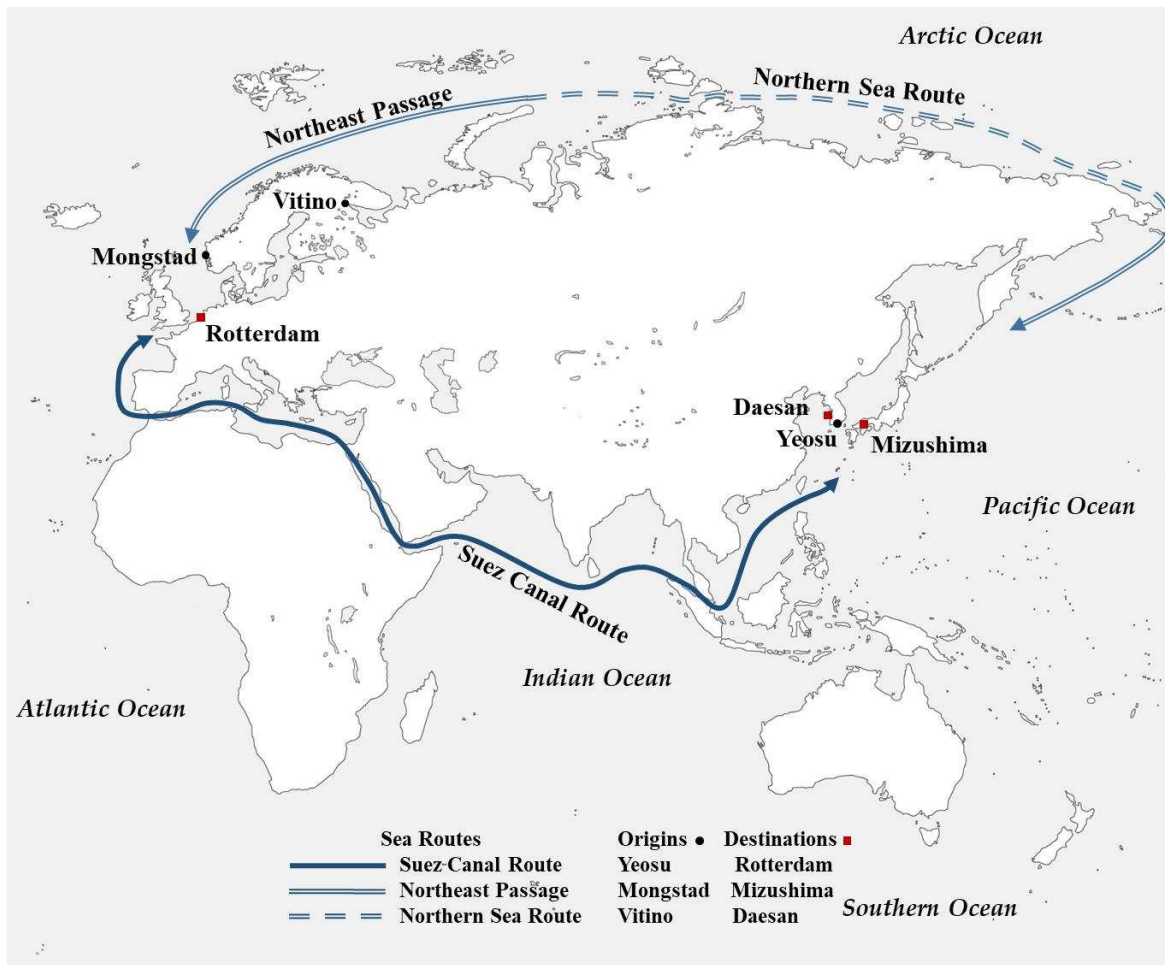 Arctic Ocean
Northern Sea Route
Northeast Passage
Vitino
Mongstad
Rotterdam
Daesan
Yeosu
Mizushima
Pacific Ocean
Suez Canal Route
Indian Ocean
Atlantic Ocean
Sea Routes Origins Destinations
Suez-Canal Route Yeosu Rotterdam
Northeast Passage Mongstad Mizushima
Northern Sea Route Vitino Daesan
Southern Ocean